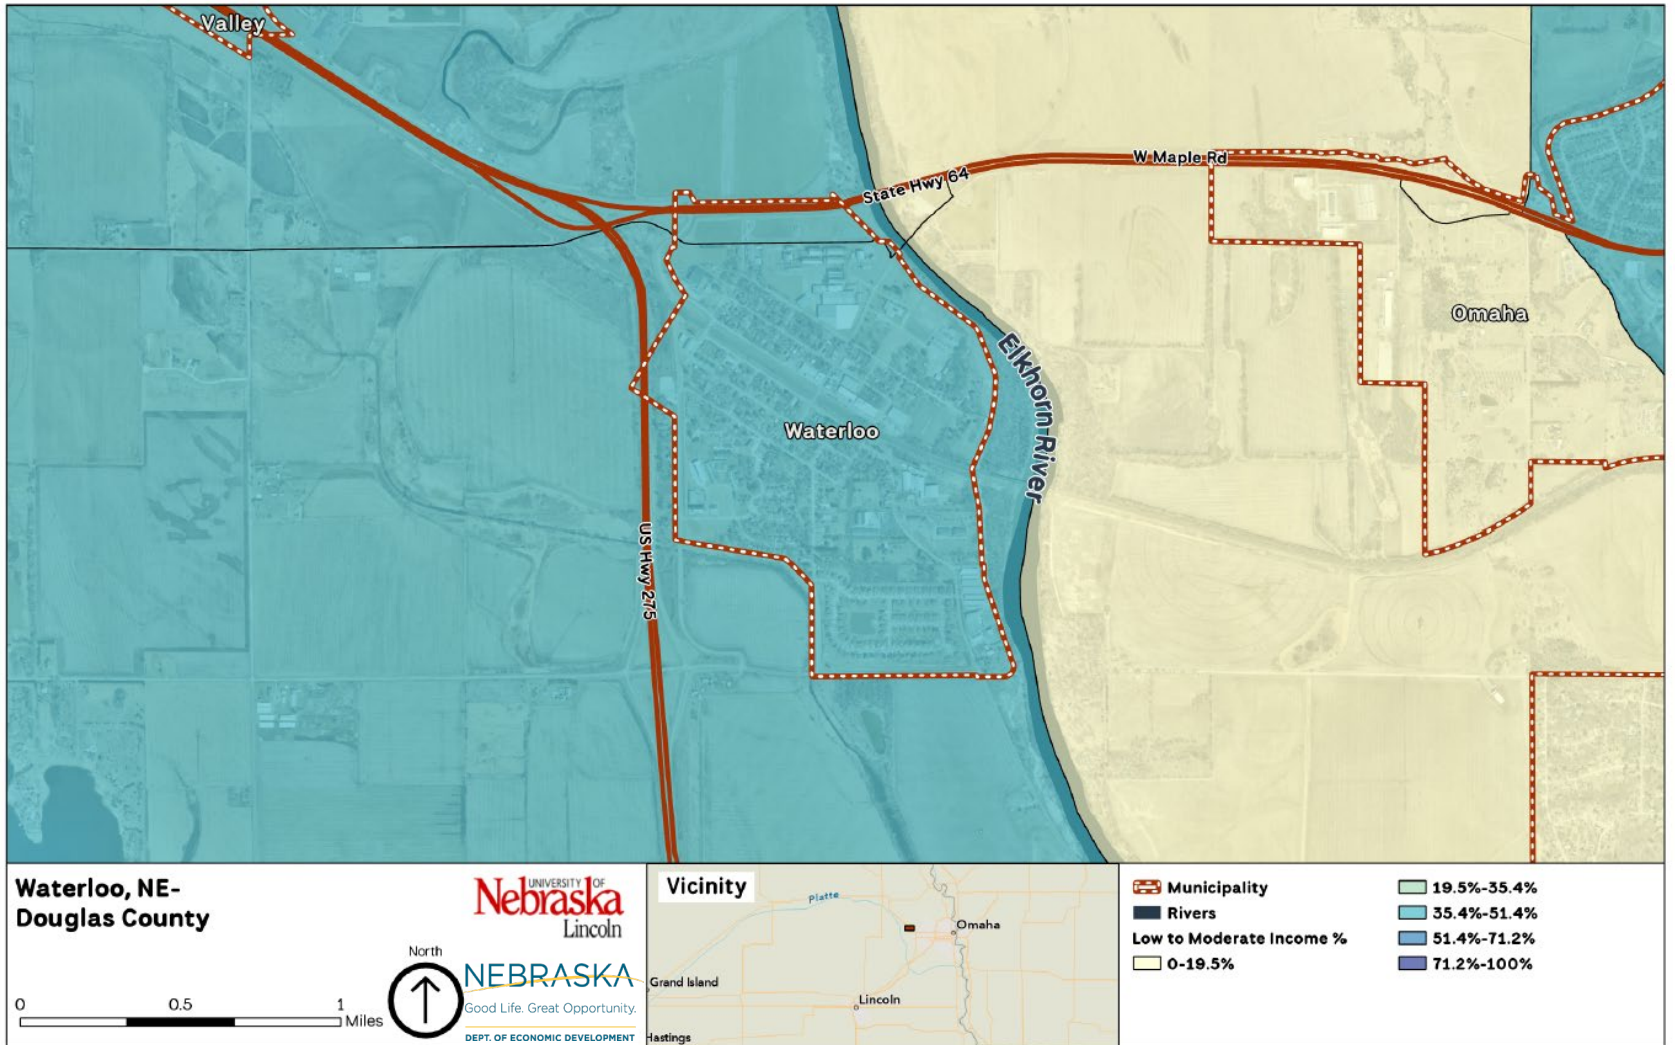 Valley
W Maple Rd
State Hwy 64
Omaha
Elkhorn River
Waterloo
US Hwy 275
Waterloo, NE-
Douglas County
UNIVERSITY OF
Nebraska
Lincoln
North
NEBRASKA
Good Life. Great Opportunity.
DEPT. OF ECONOMIC DEVELOPMENT
0 0.5 1
Miles
Vicinity
Platte
Omaha
Grand Island
Lincoln
Hastings
Municipality
Rivers
Low to Moderate Income %
0-19.5%
19.5%-35.4%
35.4%-51.4%
51.4%-71.2%
71.2%-100%